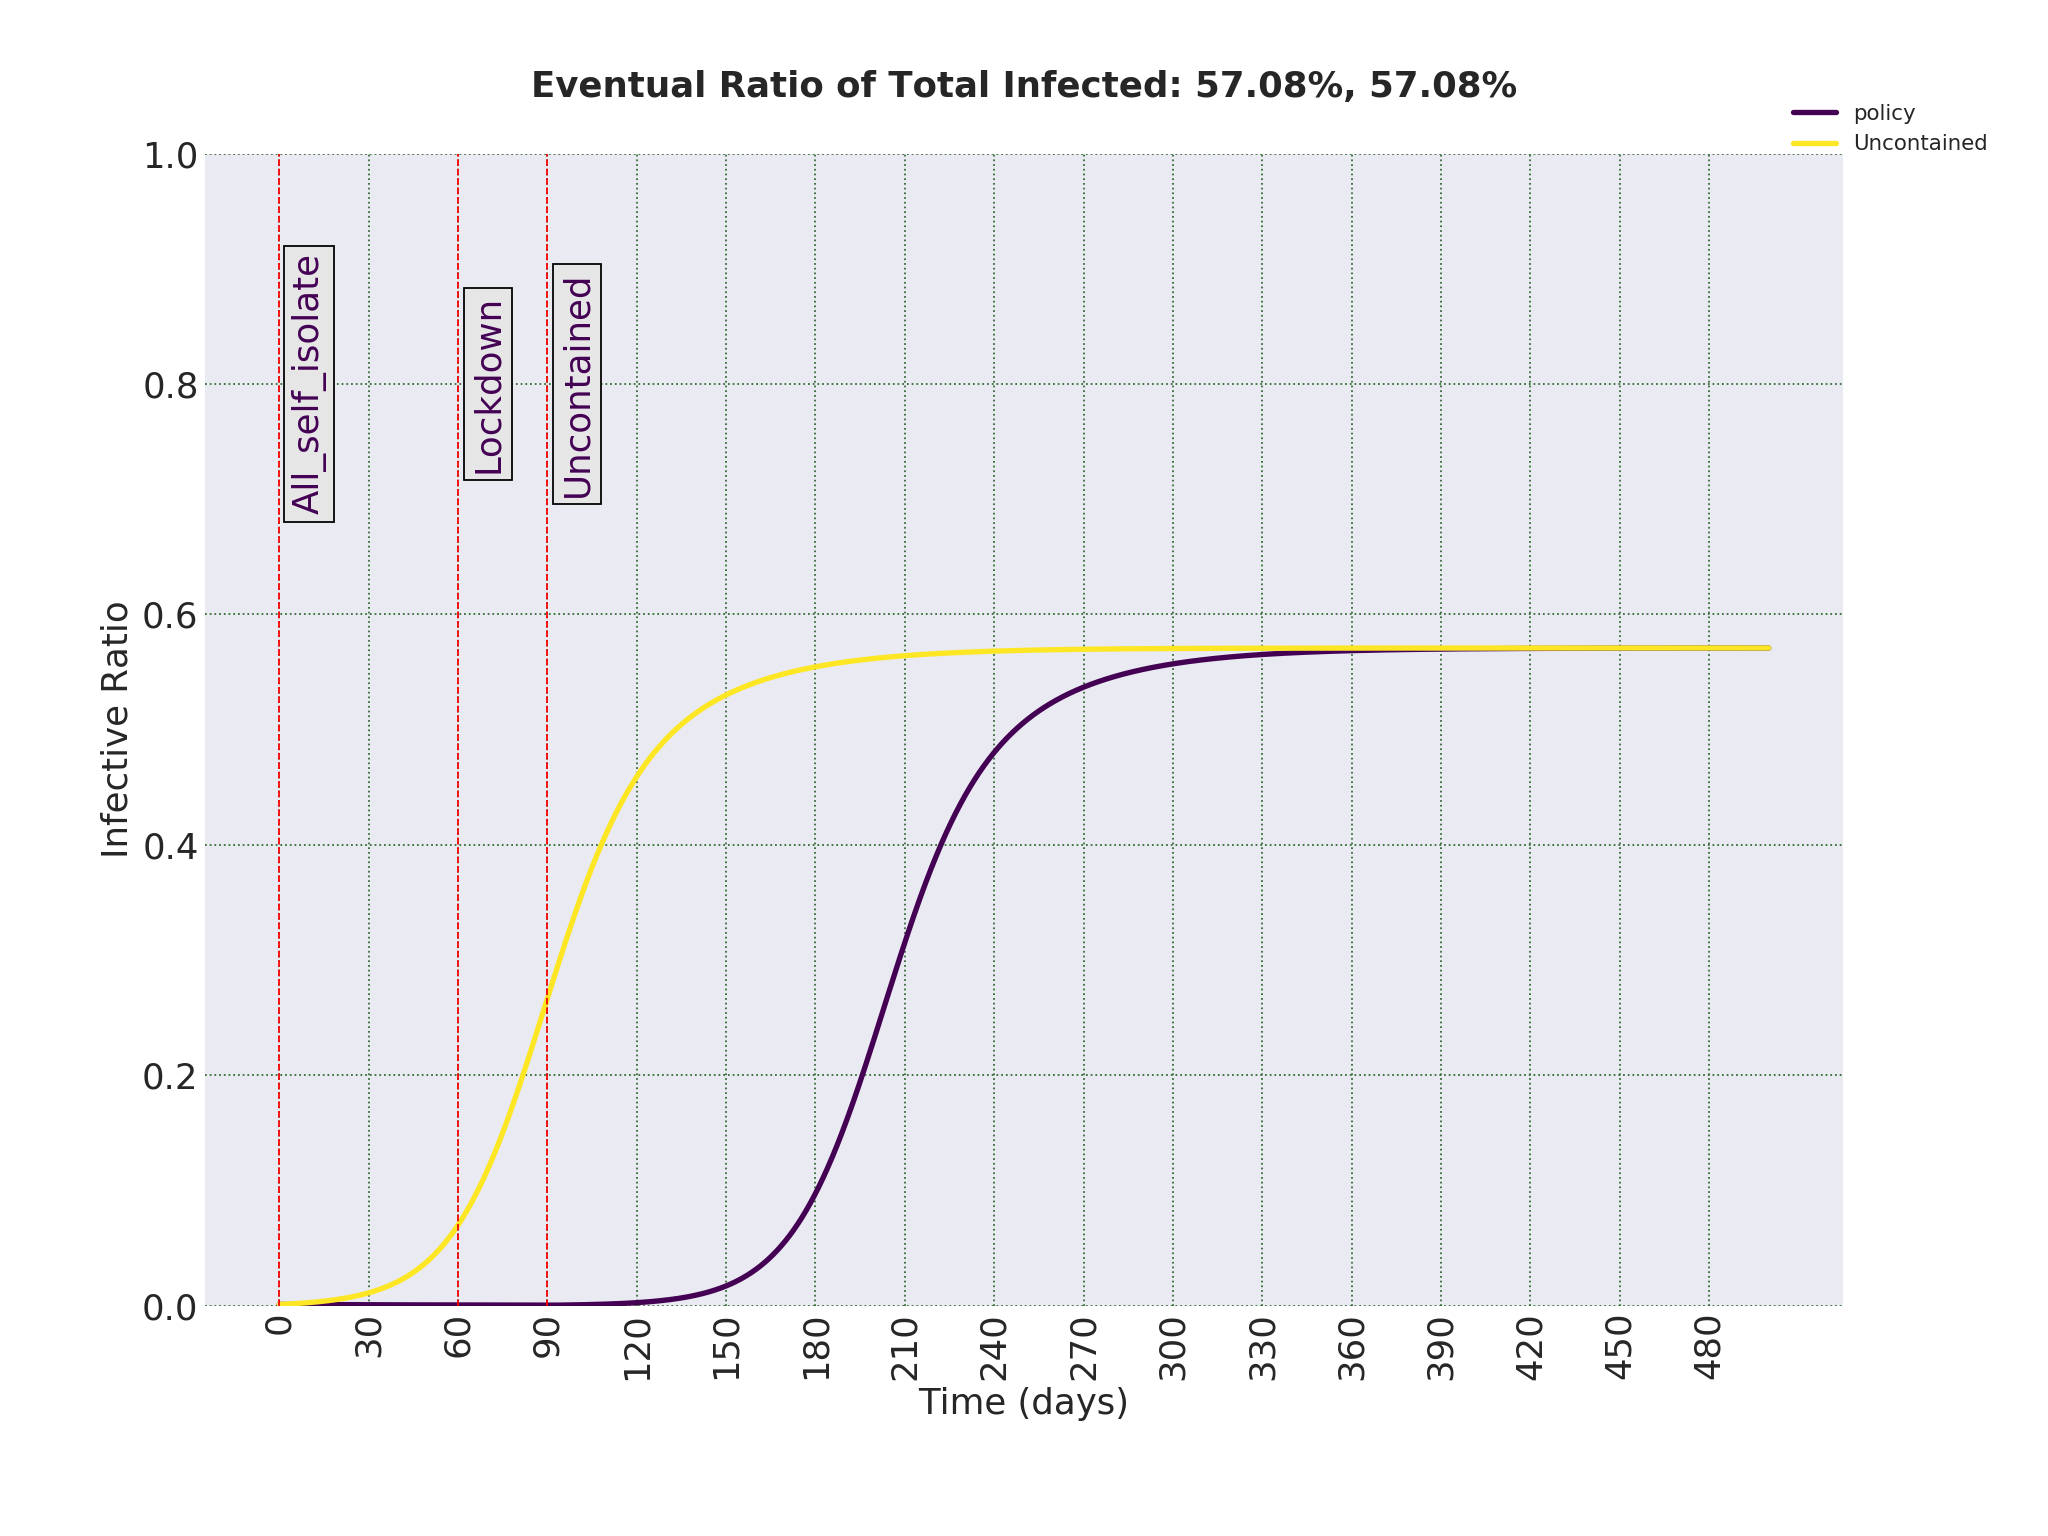 Eventual Ratio of Total Infected: 57.08%, 57.08%
policy
Uncontained
1.0
0.8
0.6
0.4
0.2
0.0
Infective Ratio
All_self_isolate
Lockdown
Uncontained
0
30
60
90
120
150
180
210
240
270
300
330
360
390
420
450
480
Time (days)